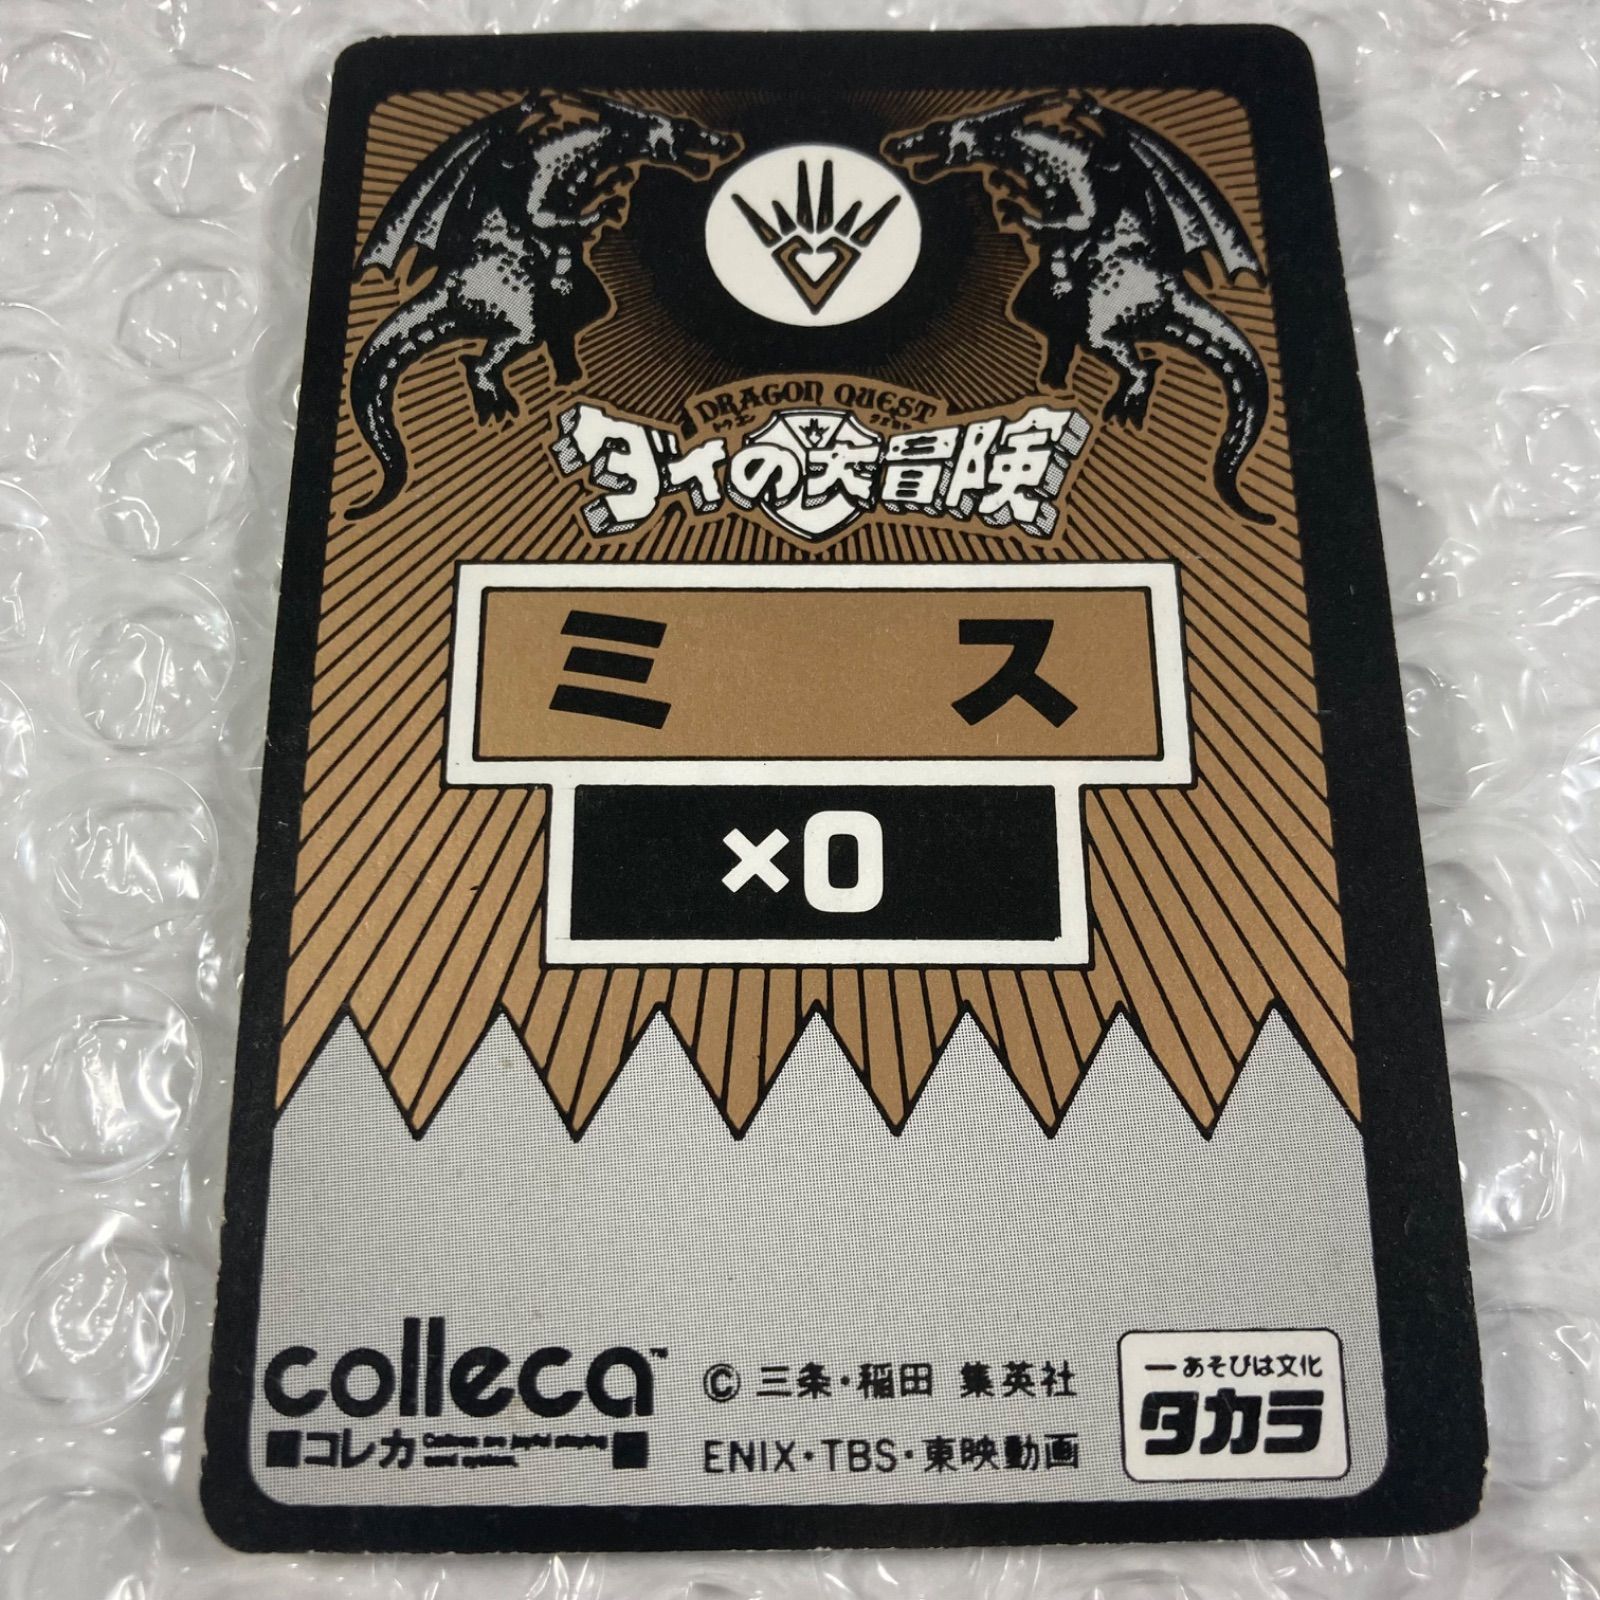 DRAGON QUEST
ダイの大冒険
ミス
×0
colleca™
コレカ
© 三条・稲田 集英社
ENIX・TBS・東映動画
—あそびは文化
タカラ